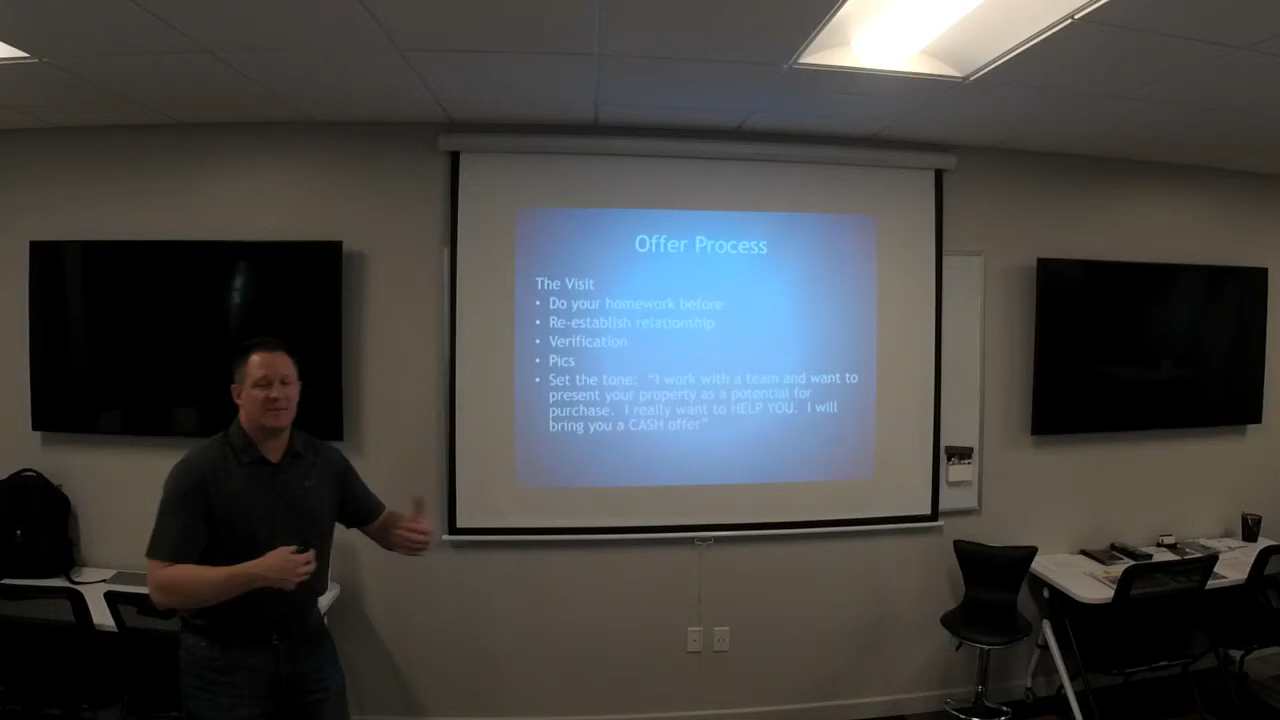 Offer Process
The Visit
• Do your homework before
• Re-establish relationship
• Verification
• Pics
• Set the tone: "I work with a team and want to
present your property as a potential for
purchase. I really want to HELP YOU. I will
bring you a CASH offer"